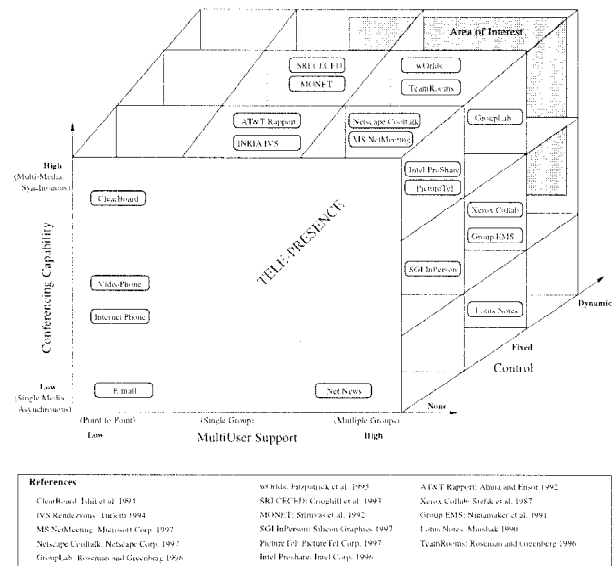 Area of Interest
SRI CECED
wOrlds
MONET
TeamRooms
AT&T Rapport
Netscape Cooltalk
GroupLab
INRIA IVS
MS NetMeeting
High
(Multi-Media,
Synchronous)
Intel ProShare
PictureTel
ClearBoard
TELE-PRESENCE
Xerox Collab
Group EMS
Conferencing Capability
SGI InPerson
VideoPhone
Dynamic
Internet Phone
Lotus Notes
Fixed
Control
Low
(Single Media
Asynchronous)
E mail
Net News
None
(Point to Point)
(Single Group)
(Mutliple Groups)
Low
MultiUser Support
High
References
ClearBoard: Ishii et al. 1994
IVS Rendezvous: Turletti 1994
MS NetMeeting: Microsoft Corp. 1997
Netscape Cooltalk: Netscape Corp. 1997
GroupLab: Roseman and Greenberg 1996
wOrlds: Fitzpatrick et al. 1995
SRI CECED: Craighill et al. 1993
MONET: Srinivas et al. 1992
SGI InPerson: Silicon Graphics 1997
PictureTel: PictureTel Corp. 1997
Intel Proshare: Intel Corp. 1996
AT&T Rapport: Ahuja and Ensor 1992
Xerox Collab: Stefik et al. 1987
Group EMS: Nunamaker et al. 1991
Lotus Notes: Marshak 1990
TeamRooms: Roseman and Greenberg 1996